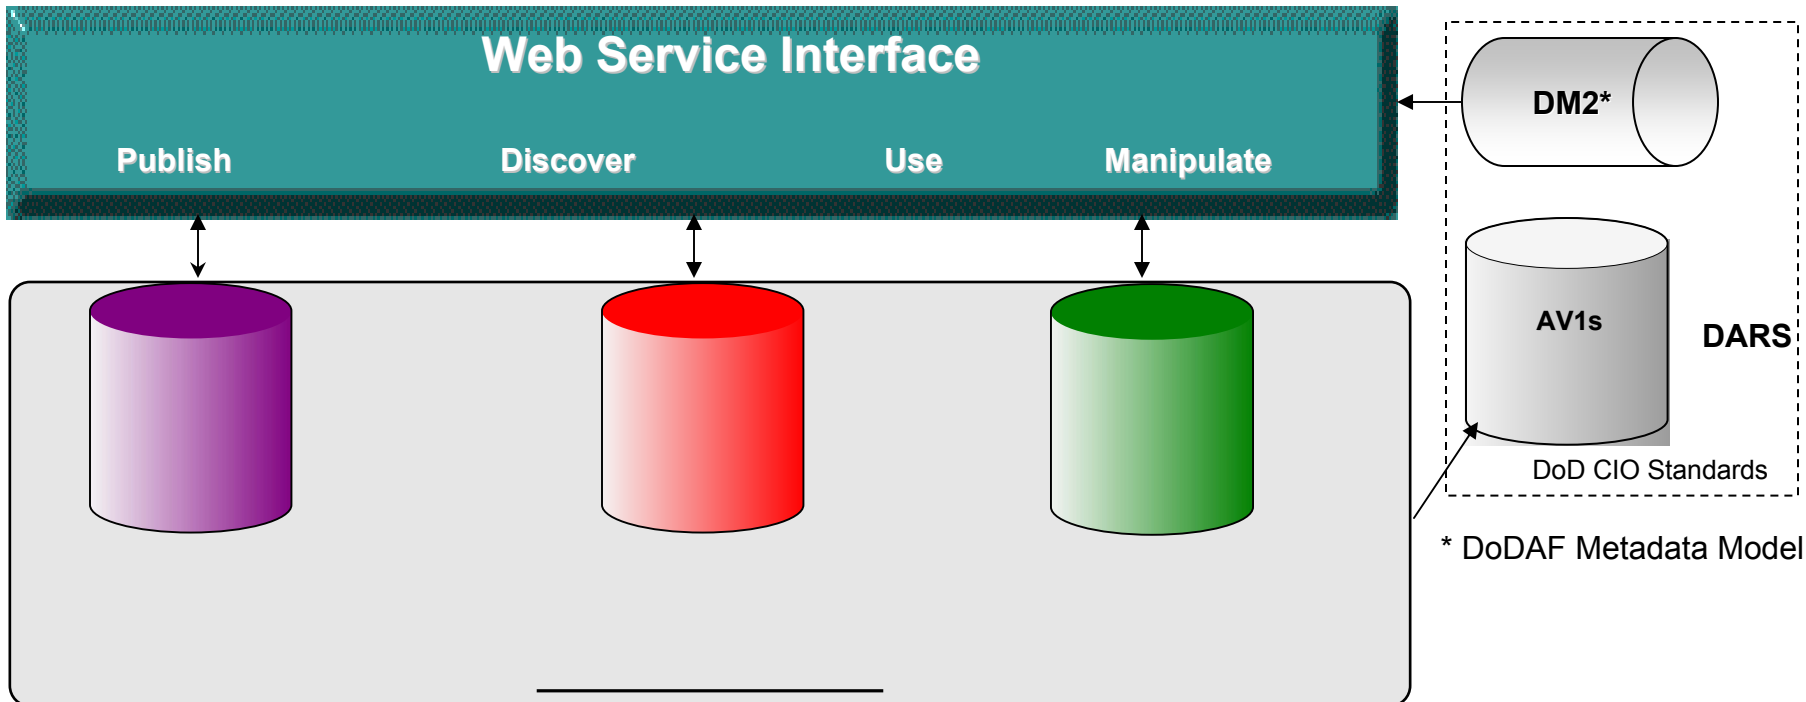 Web Service Interface
Publish Discover Use Manipulate
DM2*
AV1s
DARS
DoD CIO Standards
* DoDAF Metadata Model